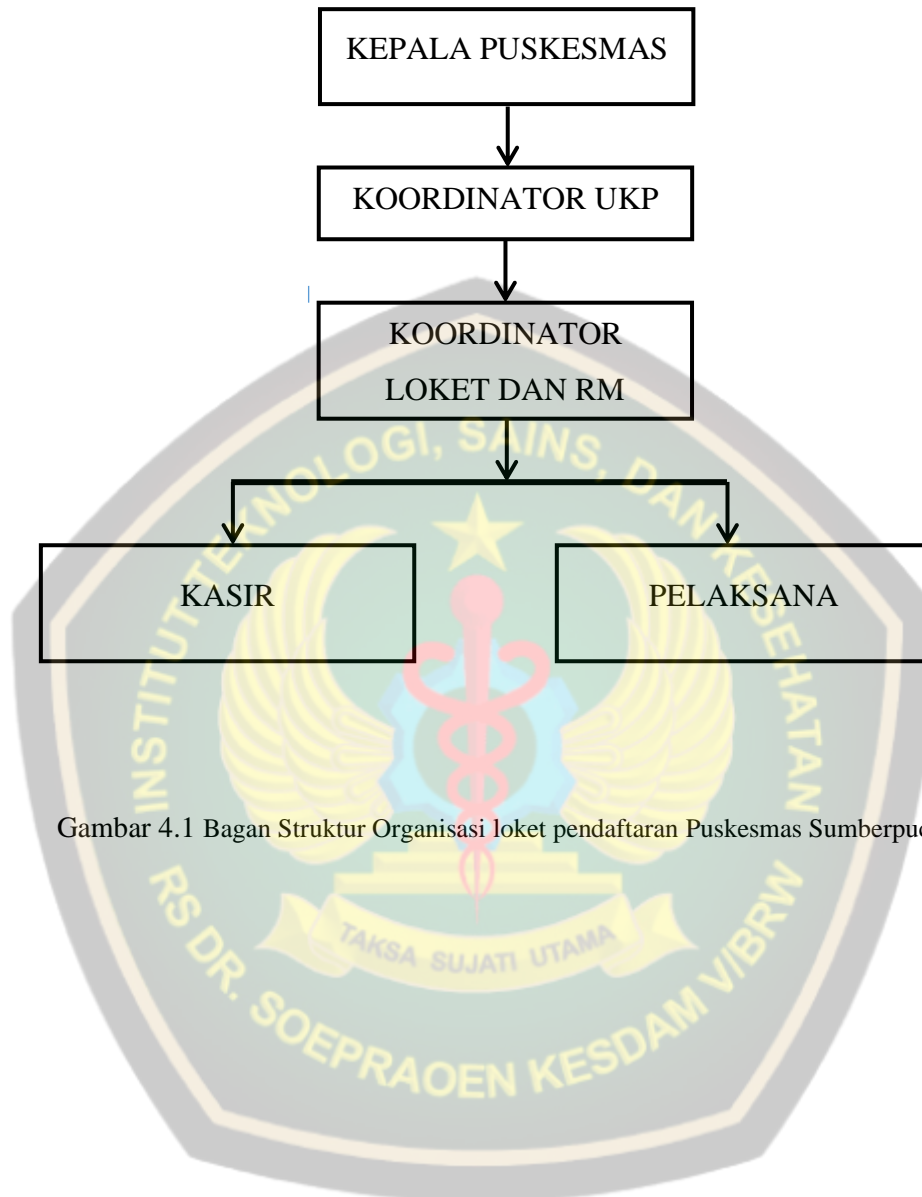 KEPALA PUSKESMAS
KOORDINATOR UKP
KOORDINATOR
LOKET DAN RM
KASIR
PELAKSANA
Gambar 4.1 Bagan Struktur Organisasi loket pendaftaran Puskesmas
INSTITUT TEKNOLOGI, SAINS, DAN KESEHATAN
RS DR. SOEPRAOEN KESDAM V/BRW
TAKSA SUJATI UTAMA